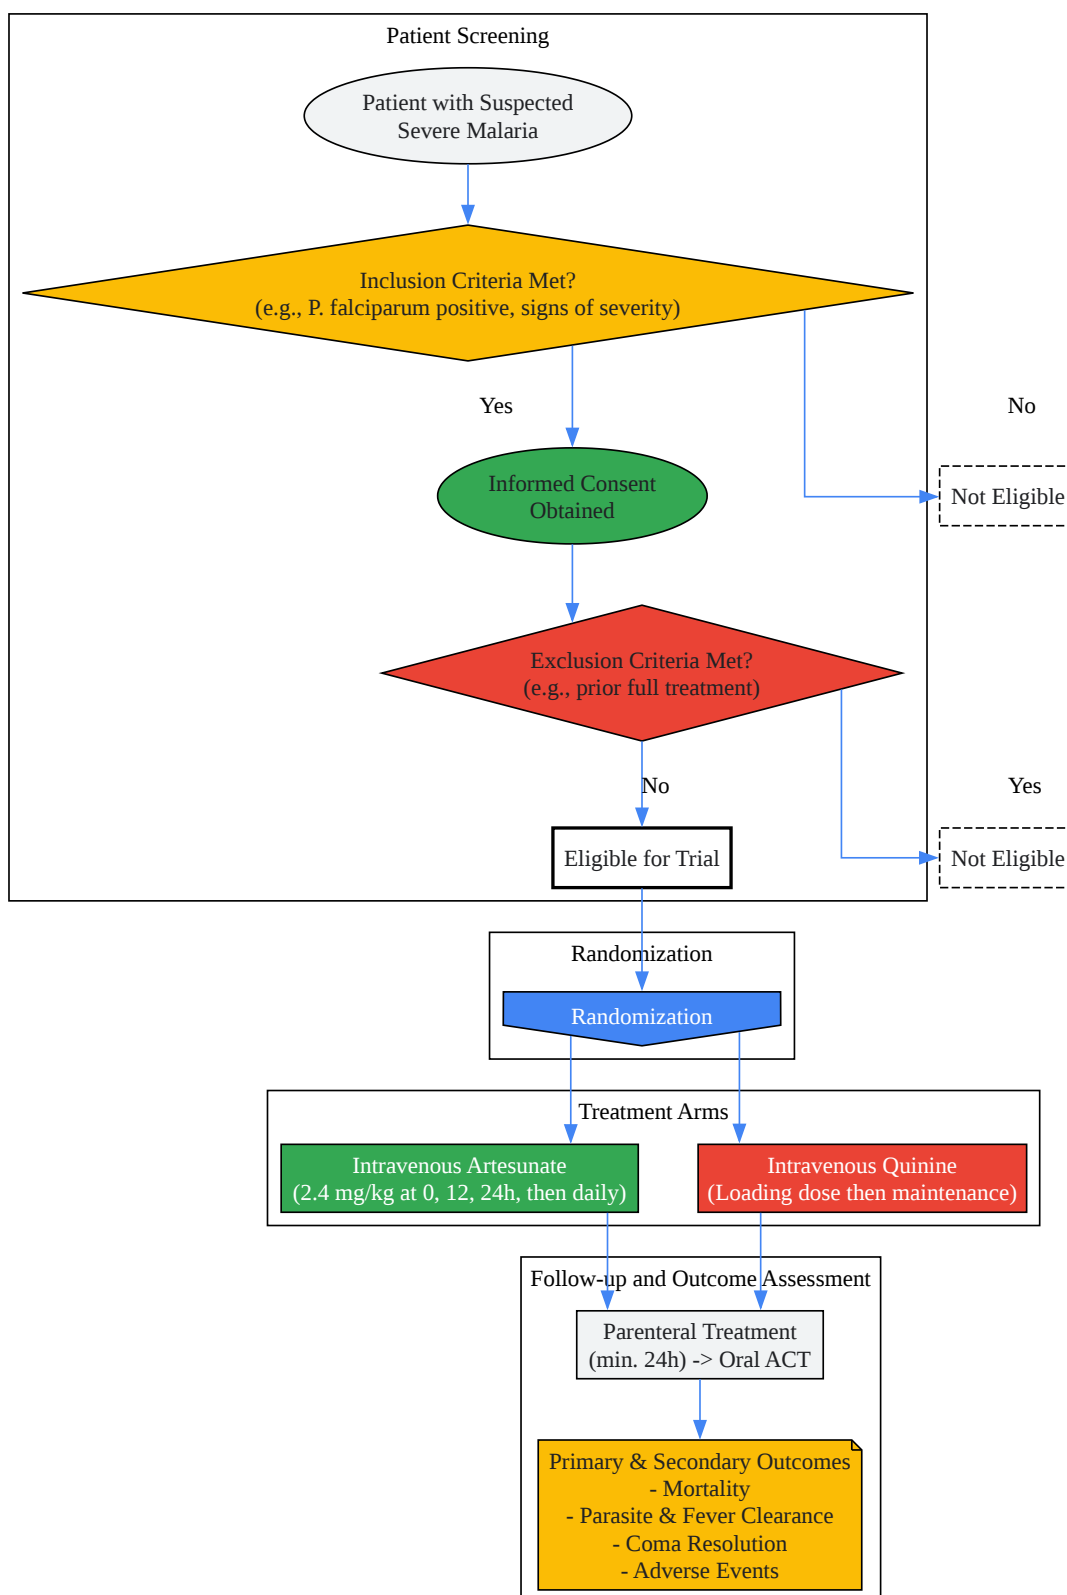 Patient Screening
Patient with Suspected
Severe Malaria
Inclusion Criteria Met?
(e.g., P. falciparum positive, signs of severity)
Yes
No
Informed Consent
Obtained
Not Eligible
Exclusion Criteria Met?
(e.g., prior full treatment)
No
Yes
Eligible for Trial
Not Eligible
Randomization
Randomization
Treatment Arms
Intravenous Artesunate
(2.4 mg/kg at 0, 12, 24h, then daily)
Intravenous Quinine
(Loading dose then maintenance)
Follow-up and Outcome Assessment
Parenteral Treatment
(min. 24h) -> Oral ACT
Primary & Secondary Outcomes
- Mortality
- Parasite & Fever Clearance
- Coma Resolution
- Adverse Events